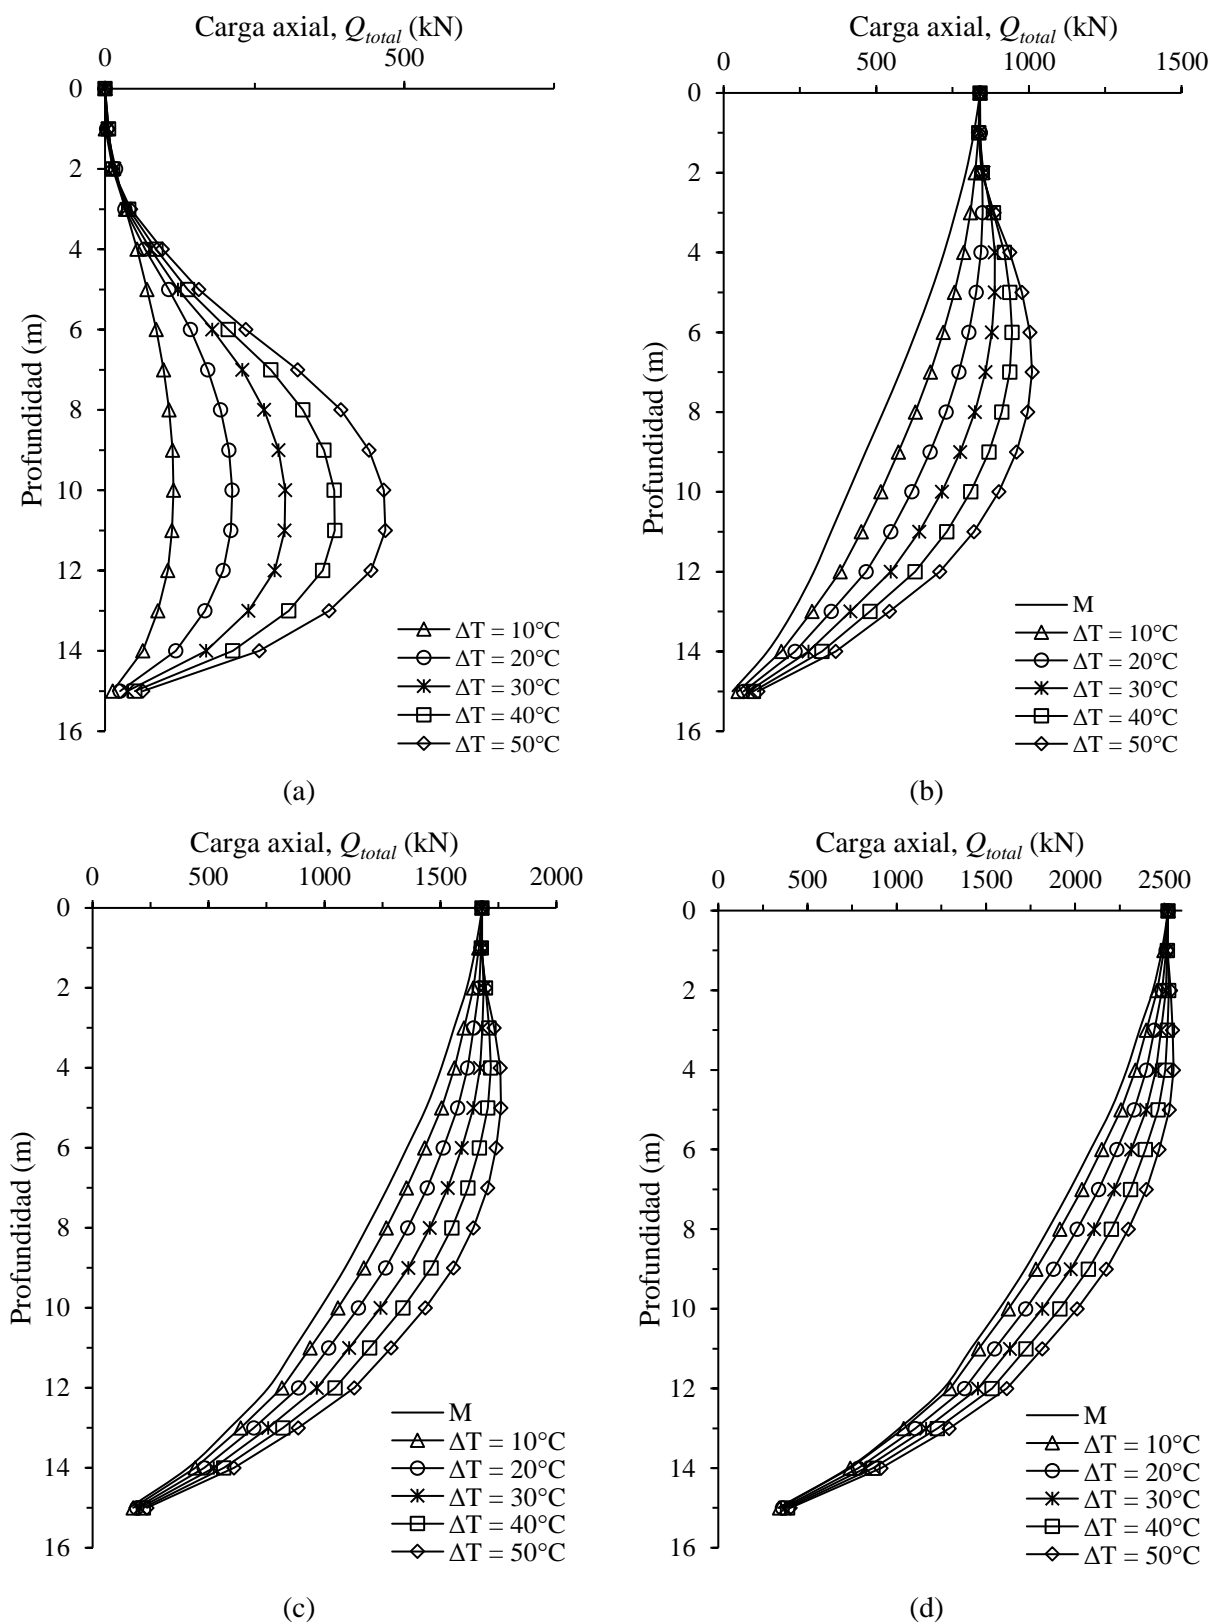 Carga axial, Q_total (kN)
0 500
0
2
4
6
8
10
12
14
16
Profundidad (m)
ΔT = 10°C
ΔT = 20°C
ΔT = 30°C
ΔT = 40°C
ΔT = 50°C
(a)
Carga axial, Q_total (kN)
0 500 1000 1500
0
2
4
6
8
10
12
14
16
Profundidad (m)
M
ΔT = 10°C
ΔT = 20°C
ΔT = 30°C
ΔT = 40°C
ΔT = 50°C
(b)
Carga axial, Q_total (kN)
0 500 1000 1500 2000
0
2
4
6
8
10
12
14
16
Profundidad (m)
M
ΔT = 10°C
ΔT = 20°C
ΔT = 30°C
ΔT = 40°C
ΔT = 50°C
(c)
Carga axial, Q_total (kN)
0 500 1000 1500 2000 2500
0
2
4
6
8
10
12
14
16
Profundidad (m)
M
ΔT = 10°C
ΔT = 20°C
ΔT = 30°C
ΔT = 40°C
ΔT = 50°C
(d)